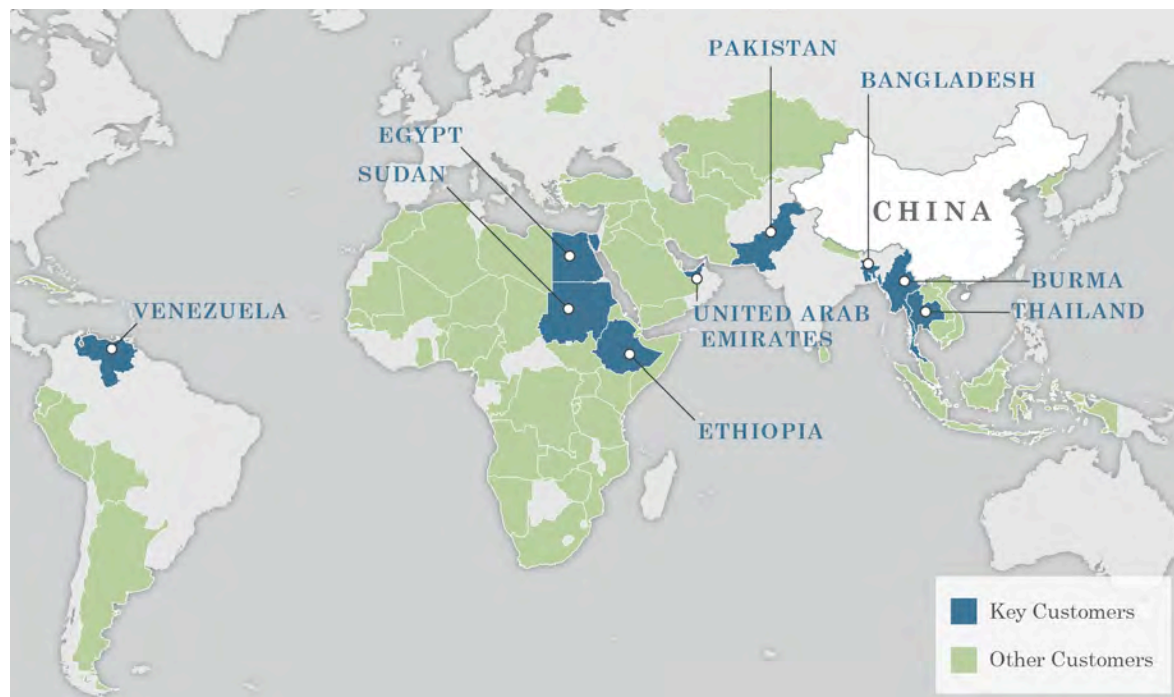 PAKISTAN
BANGLADESH
EGYPT
SUDAN
CHINA
VENEZUELA
UNITED ARAB
EMIRATES
BURMA
THAILAND
ETHIOPIA
Key Customers
Other Customers